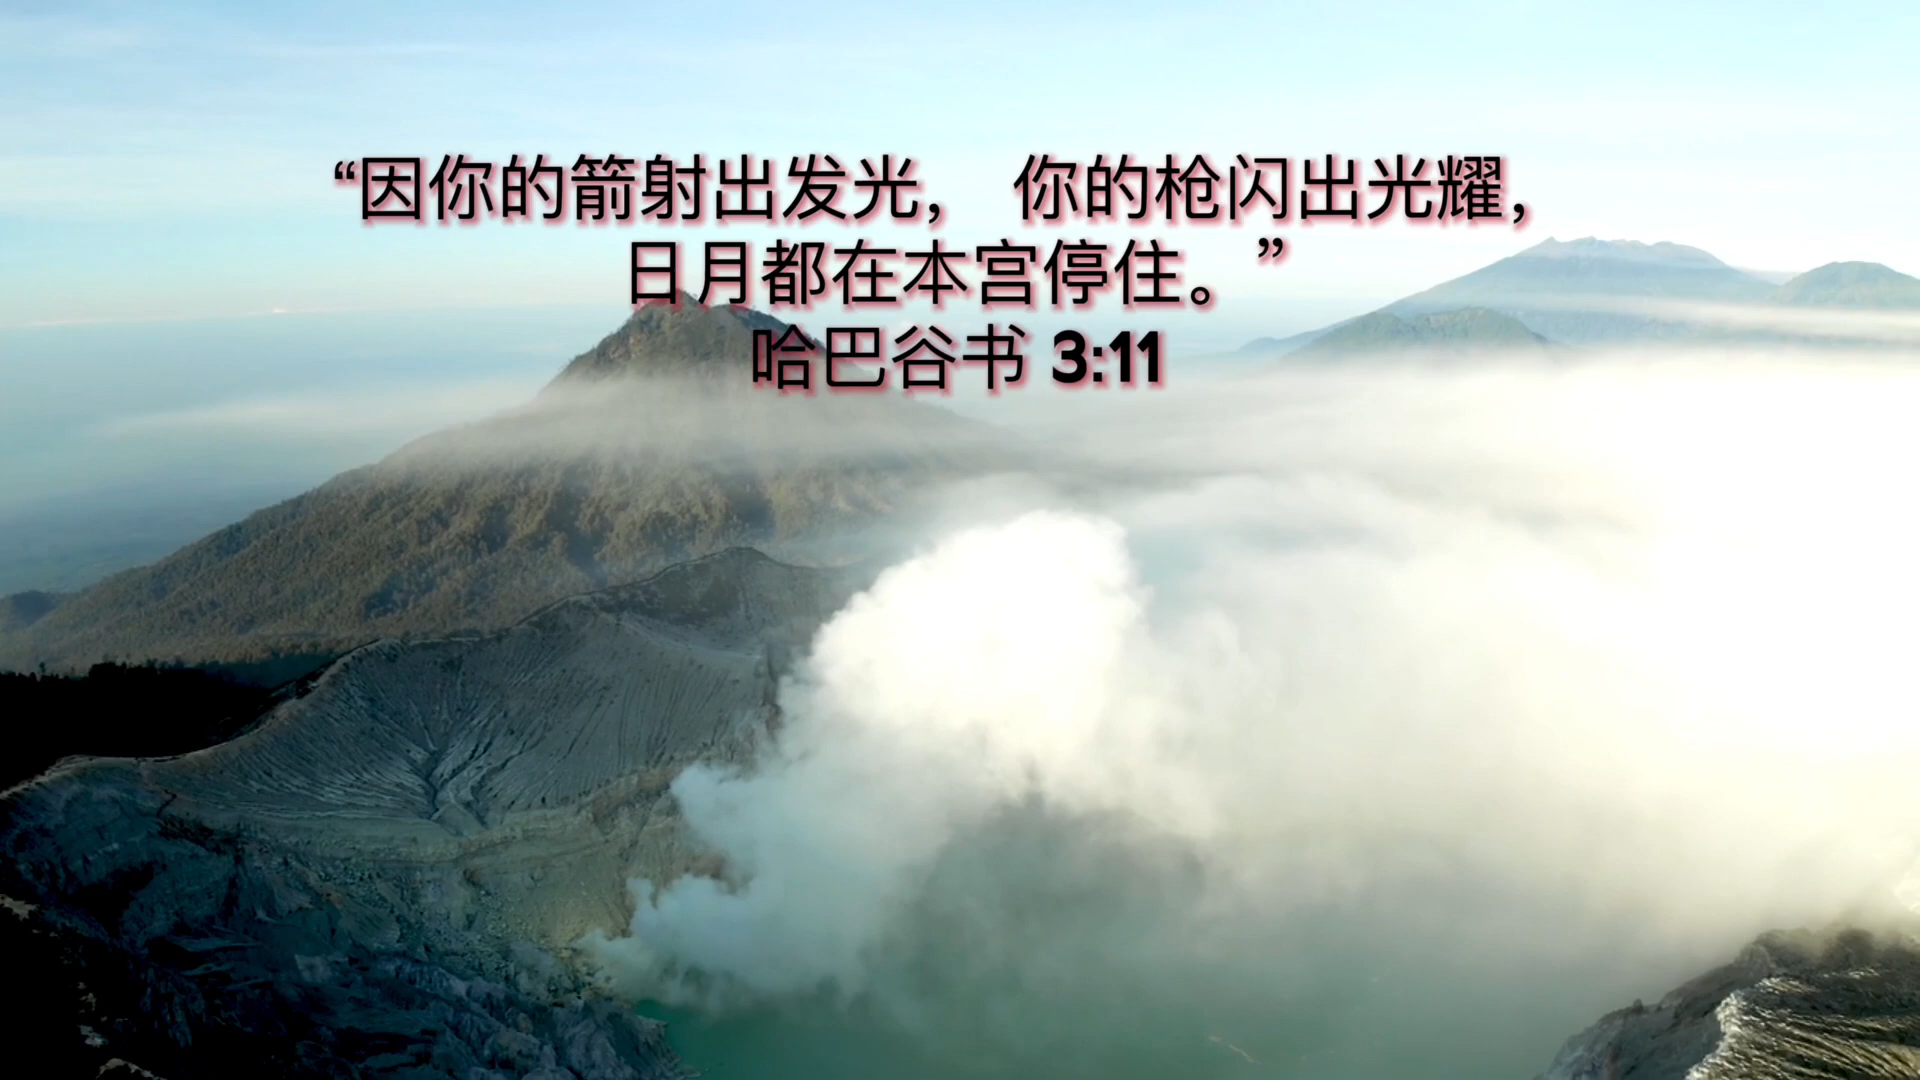 “因你的箭射出发光， 你的枪闪出光耀，
日月都在本宫停住。”
哈巴谷书 3:11